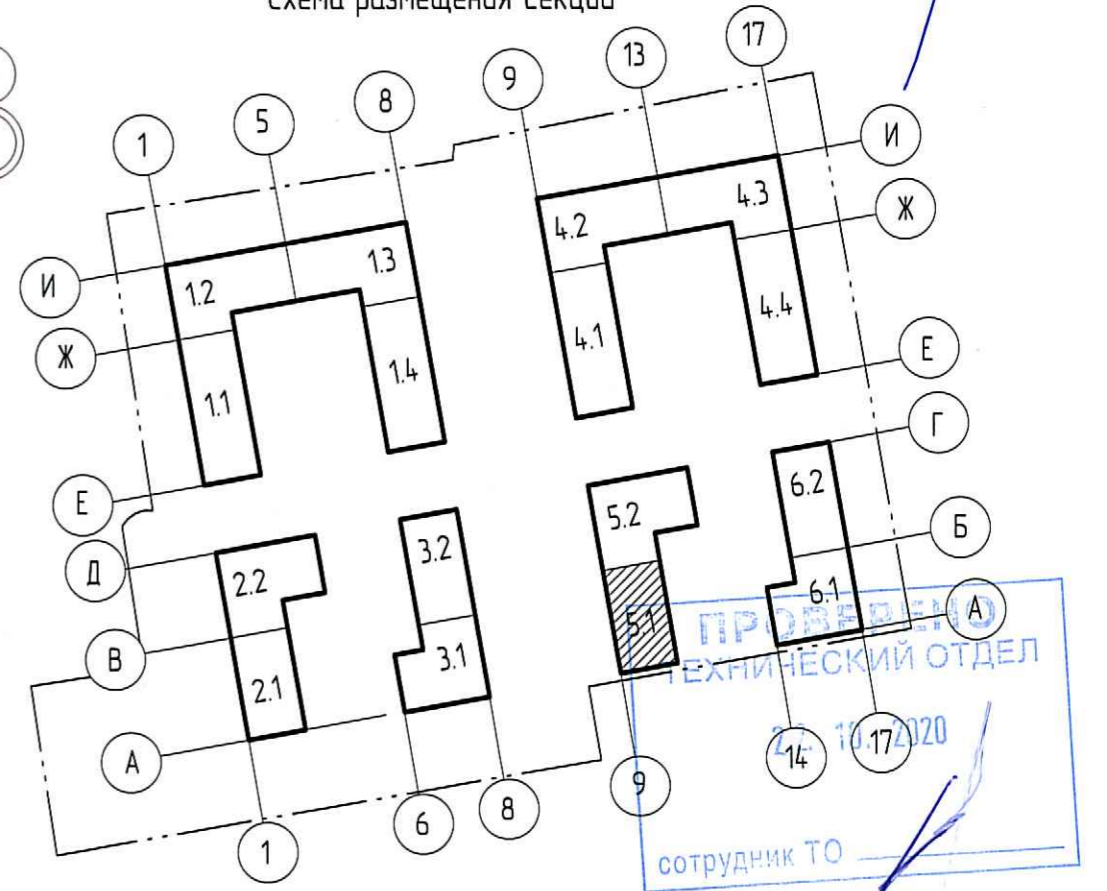 Схема размещения секций
17
13
9
8
5
1
И
Ж
4.3
4.2
1.3
1.2
И
Ж
4.4
4.1
Е
1.4
1.1
Г
Е
6.2
5.2
3.2
Б
Д
2.2
6.1
А
5.1
3.1
В
2.1
А
14
17
9
8
6
1
ПРОВЕРЕНО
ТЕХНИЧЕСКИЙ ОТДЕЛ
22. 10. 2020
сотрудник ТО